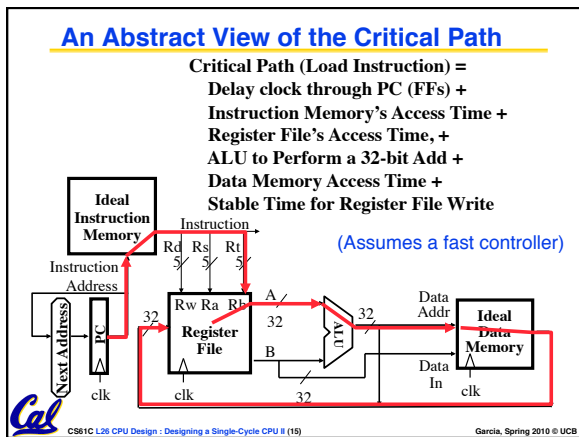 An Abstract View of the Critical Path
Critical Path (Load Instruction) =
Delay clock through PC (FFs) +
Instruction Memory's Access Time +
Register File's Access Time, +
ALU to Perform a 32-bit Add +
Data Memory Access Time +
Stable Time for Register File Write
(Assumes a fast controller)
Ideal
Instruction
Memory
Instruction
Rd Rs Rt
5 5 5
Instruction
Address
Next Address
PC
clk
32
Rw Ra Rb
Register
File
clk
A
32
B
32
ALU
32
Data
Addr
Ideal
Data
Memory
Data
In
clk
Cal
CS61C L26 CPU Design : Designing a Single-Cycle CPU II (15)
Garcia, Spring 2010 © UCB